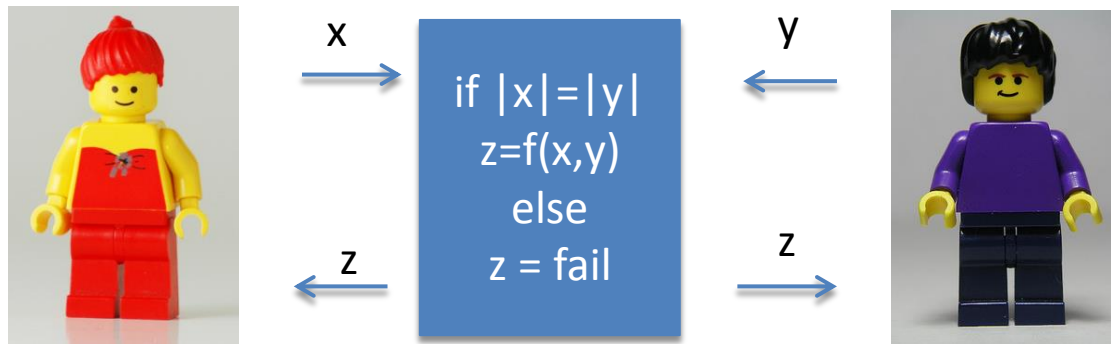 x
y
if |x|=|y|
z=f(x,y)
else
z = fail
z
z